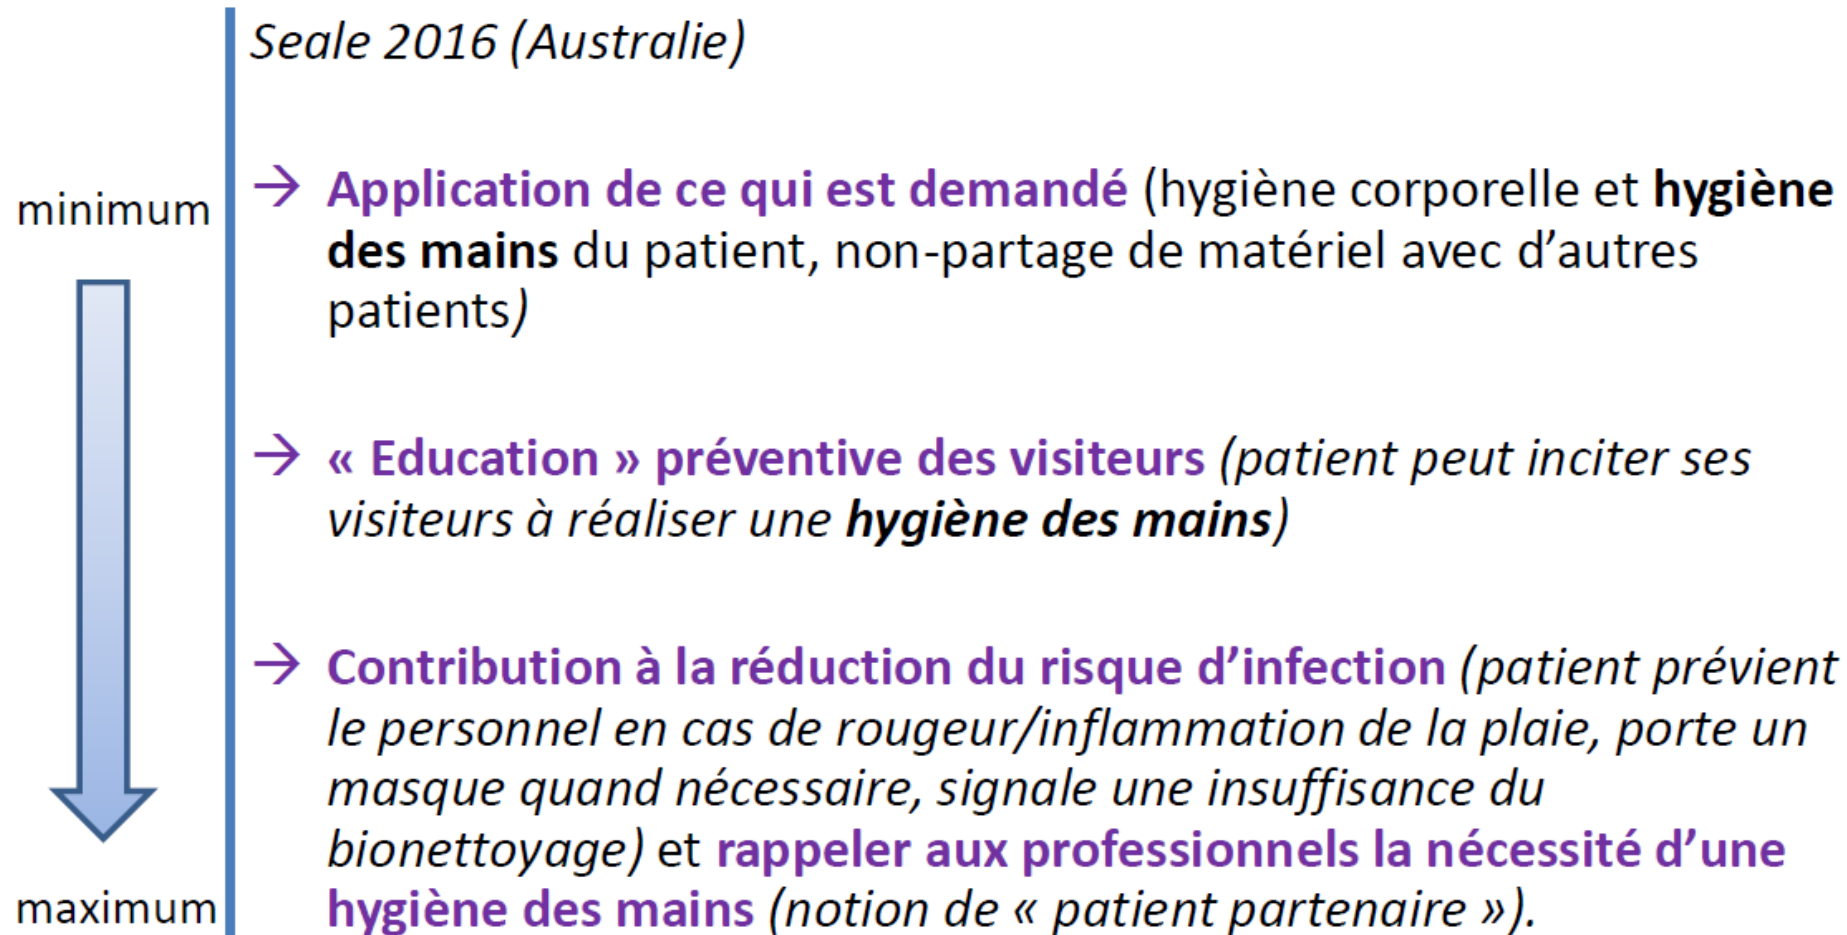 Seale 2016 (Australie)
minimum
→ Application de ce qui est demandé (hygiène corporelle et hygiène
des mains du patient, non-partage de matériel avec d’autres
patients)
→ « Education » préventive des visiteurs (patient peut inciter ses
visiteurs à réaliser une hygiène des mains)
→ Contribution à la réduction du risque d’infection (patient prévient
le personnel en cas de rougeur/inflammation de la plaie, porte un
masque quand nécessaire, signale une insuffisance du
bionettoyage) et rappeler aux professionnels la nécessité d’une
maximum
hygiène des mains (notion de « patient partenaire »).